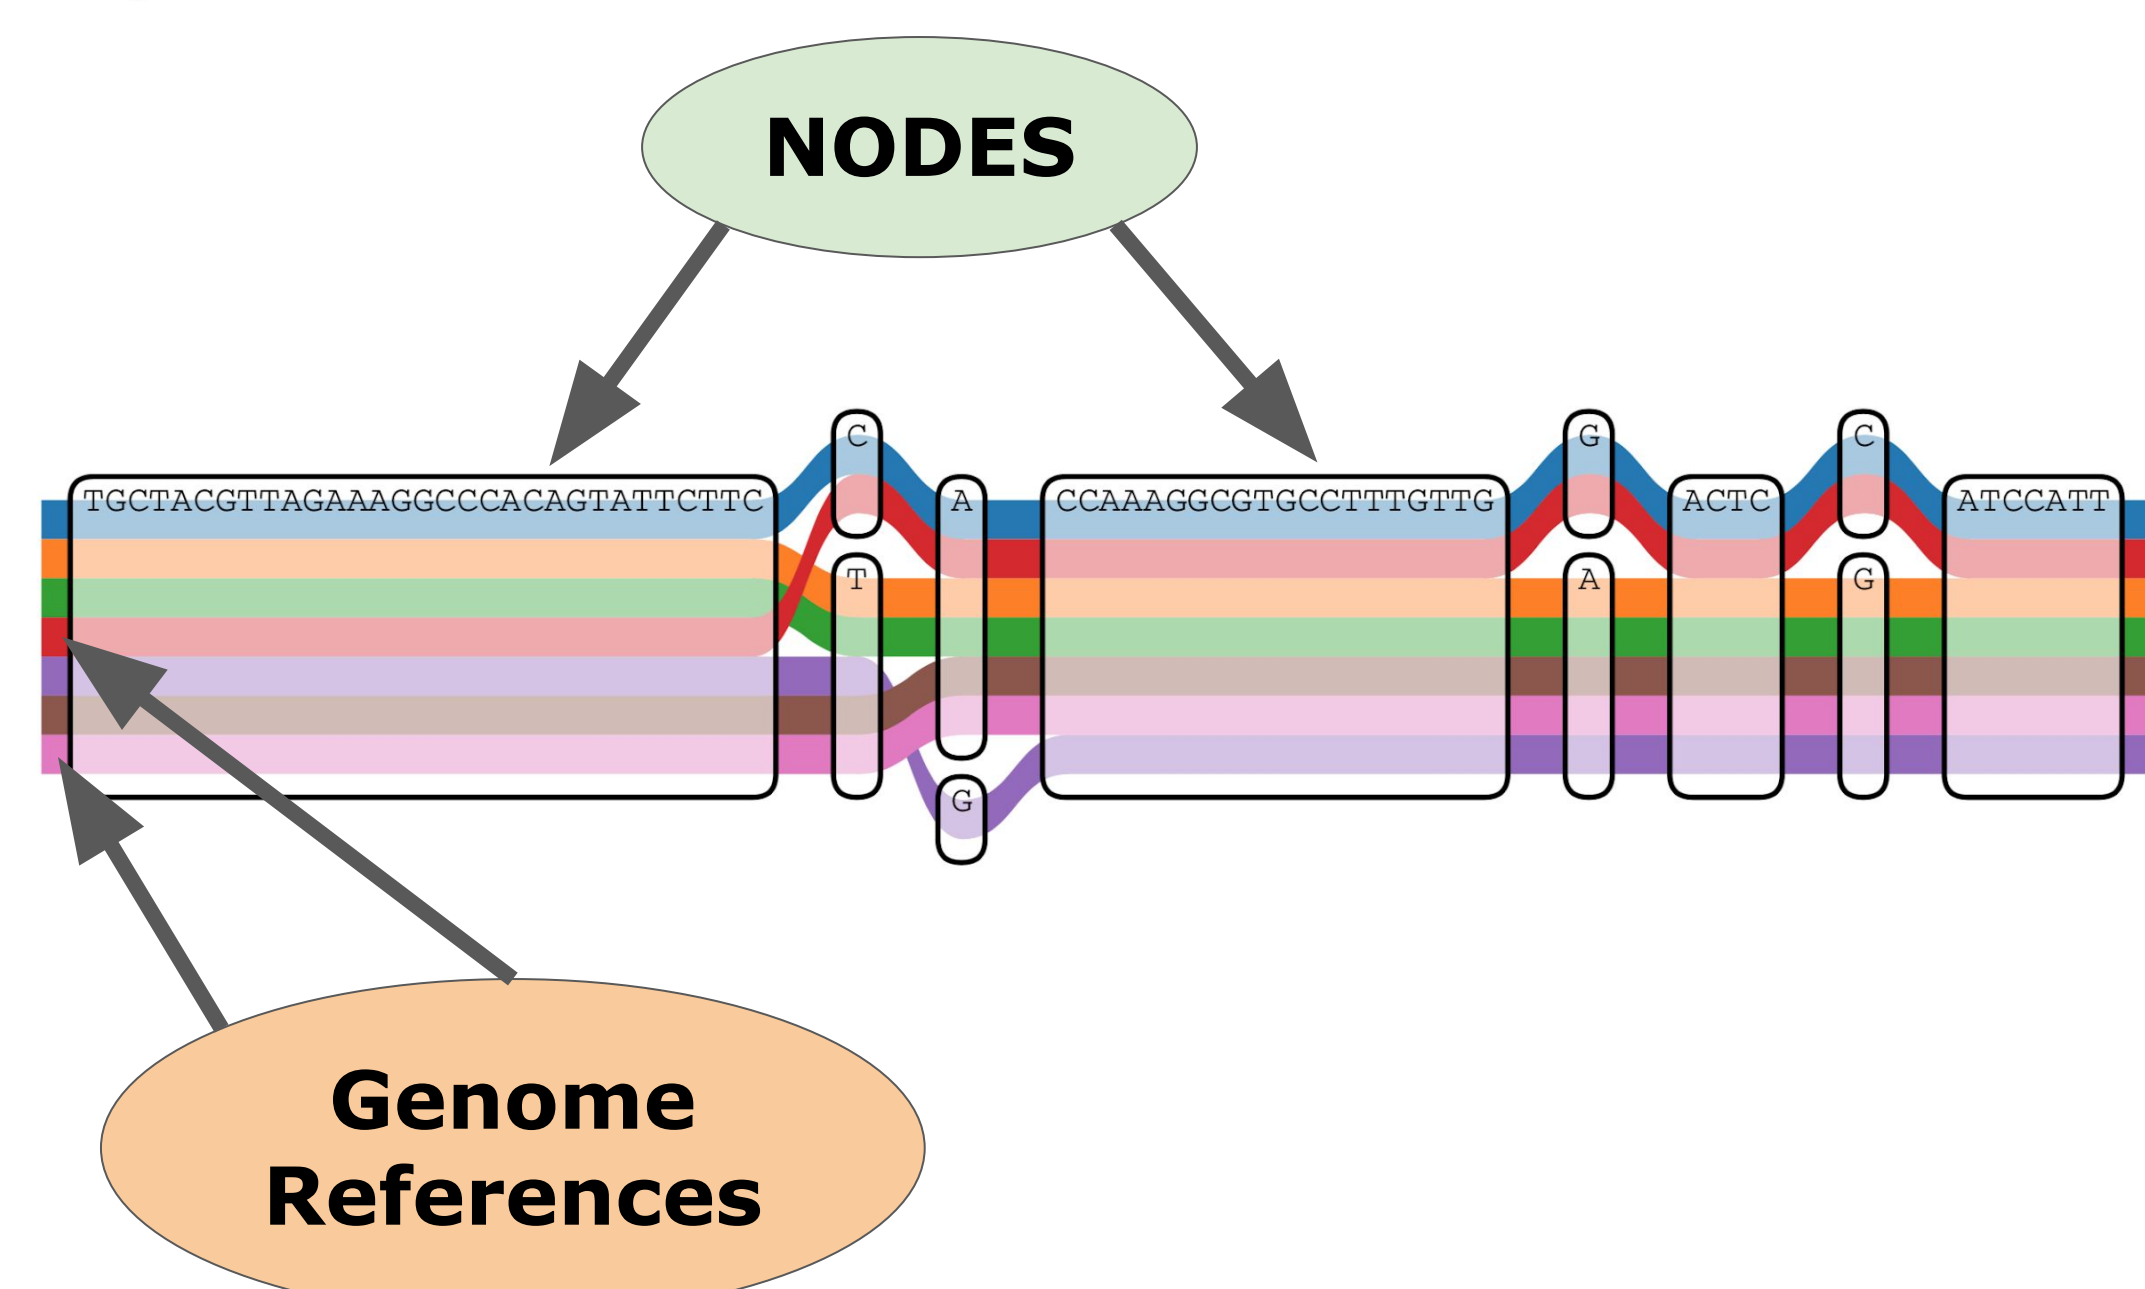 NODES
C
G
C
TGCTACGTTAGAAAGGCCCACAGTATTCTTC
A
CCAAAGGCGTGCCTTTGTTG
ACTC
ATCCATT
T
A
G
G
Genome
References